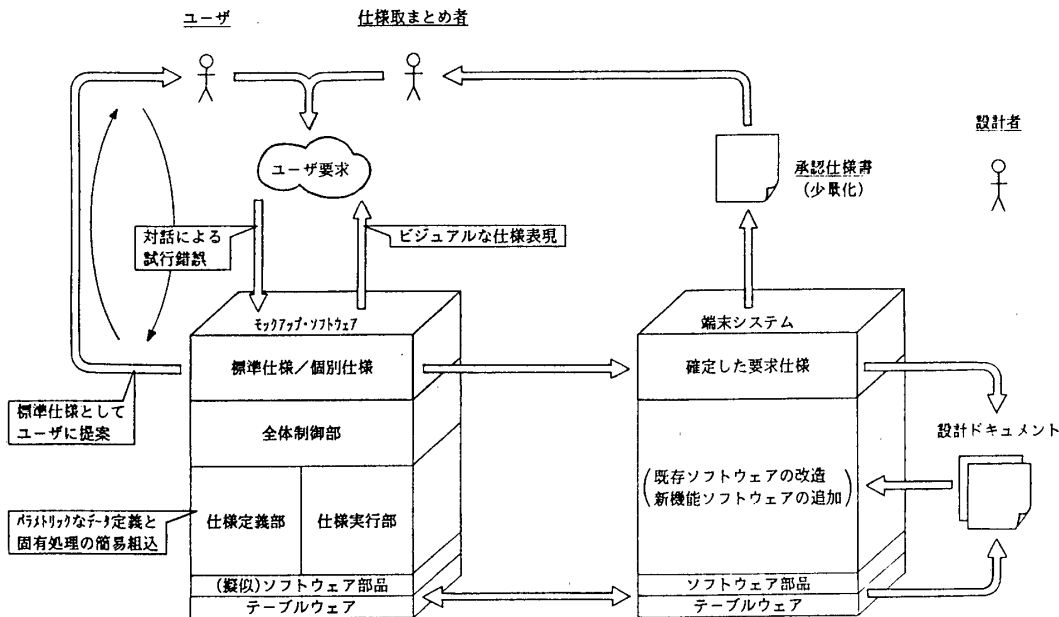 ユーザ
仕様取まとめ者
設計者
ユーザ要求
承認仕様書
(少量化)
対話による
試行錯誤
ビジュアルな仕様表現
モックアップ・ソフトウェア
標準仕様/個別仕様
全体制御部
仕様定義部
仕様実行部
(擬似)ソフトウェア部品
テーブルウェア
標準仕様として
ユーザに提案
パラメトリックなデータ定義と
固有処理の簡易組込
端末システム
確定した要求仕様
(既存ソフトウェアの改造
新機能ソフトウェアの追加)
ソフトウェア部品
テーブルウェア
設計ドキュメント